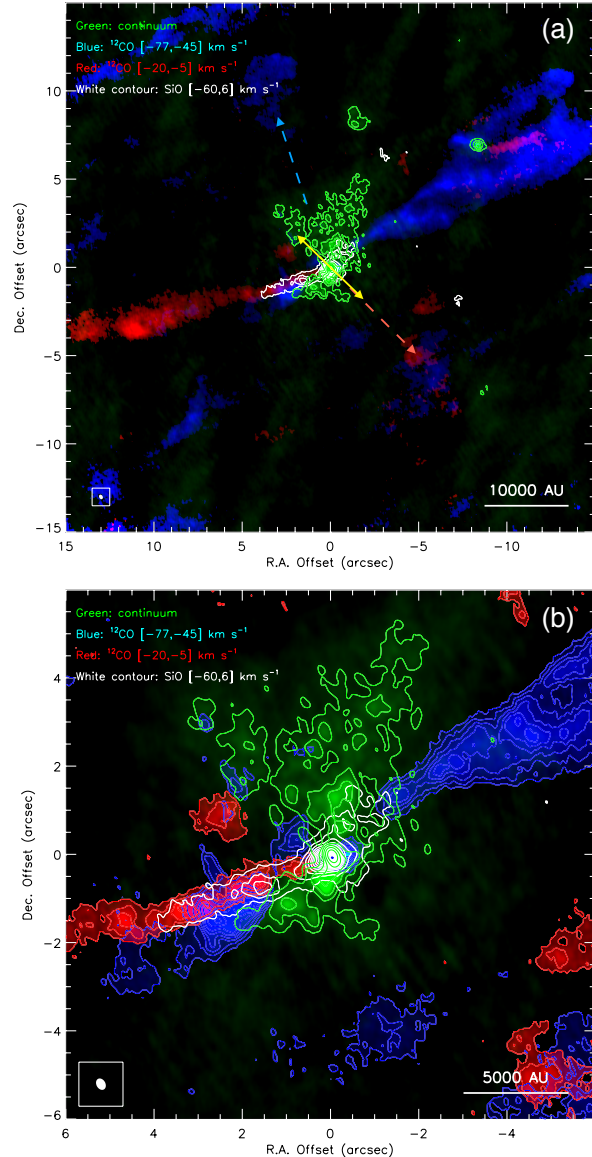 Green: continuum
(a)
Blue: ¹²CO [−77,−45] km s⁻¹
Red: ¹²CO [−20,−5] km s⁻¹
White contour: SiO [−60,6] km s⁻¹
10
5
0
−5
−10
−15
Dec. Offset (arcsec)
10000 AU
15
10
5
0
−5
−10
R.A. Offset (arcsec)
Green: continuum
(b)
Blue: ¹²CO [−77,−45] km s⁻¹
Red: ¹²CO [−20,−5] km s⁻¹
White contour: SiO [−60,6] km s⁻¹
4
2
0
−2
−4
−6
Dec. Offset (arcsec)
5000 AU
6
4
2
0
−2
−4
R.A. Offset (arcsec)